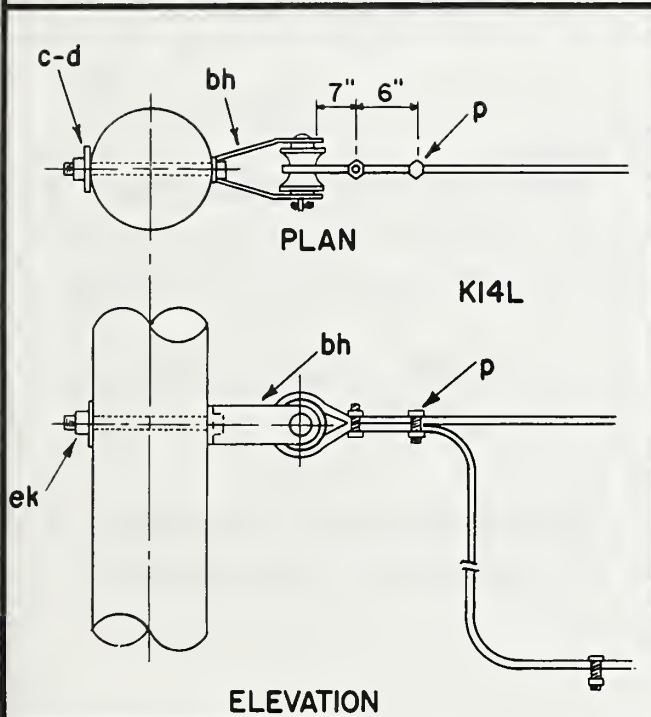 c-d
bh
7" 6"
p
PLAN
K14L
bh
p
ek
ELEVATION